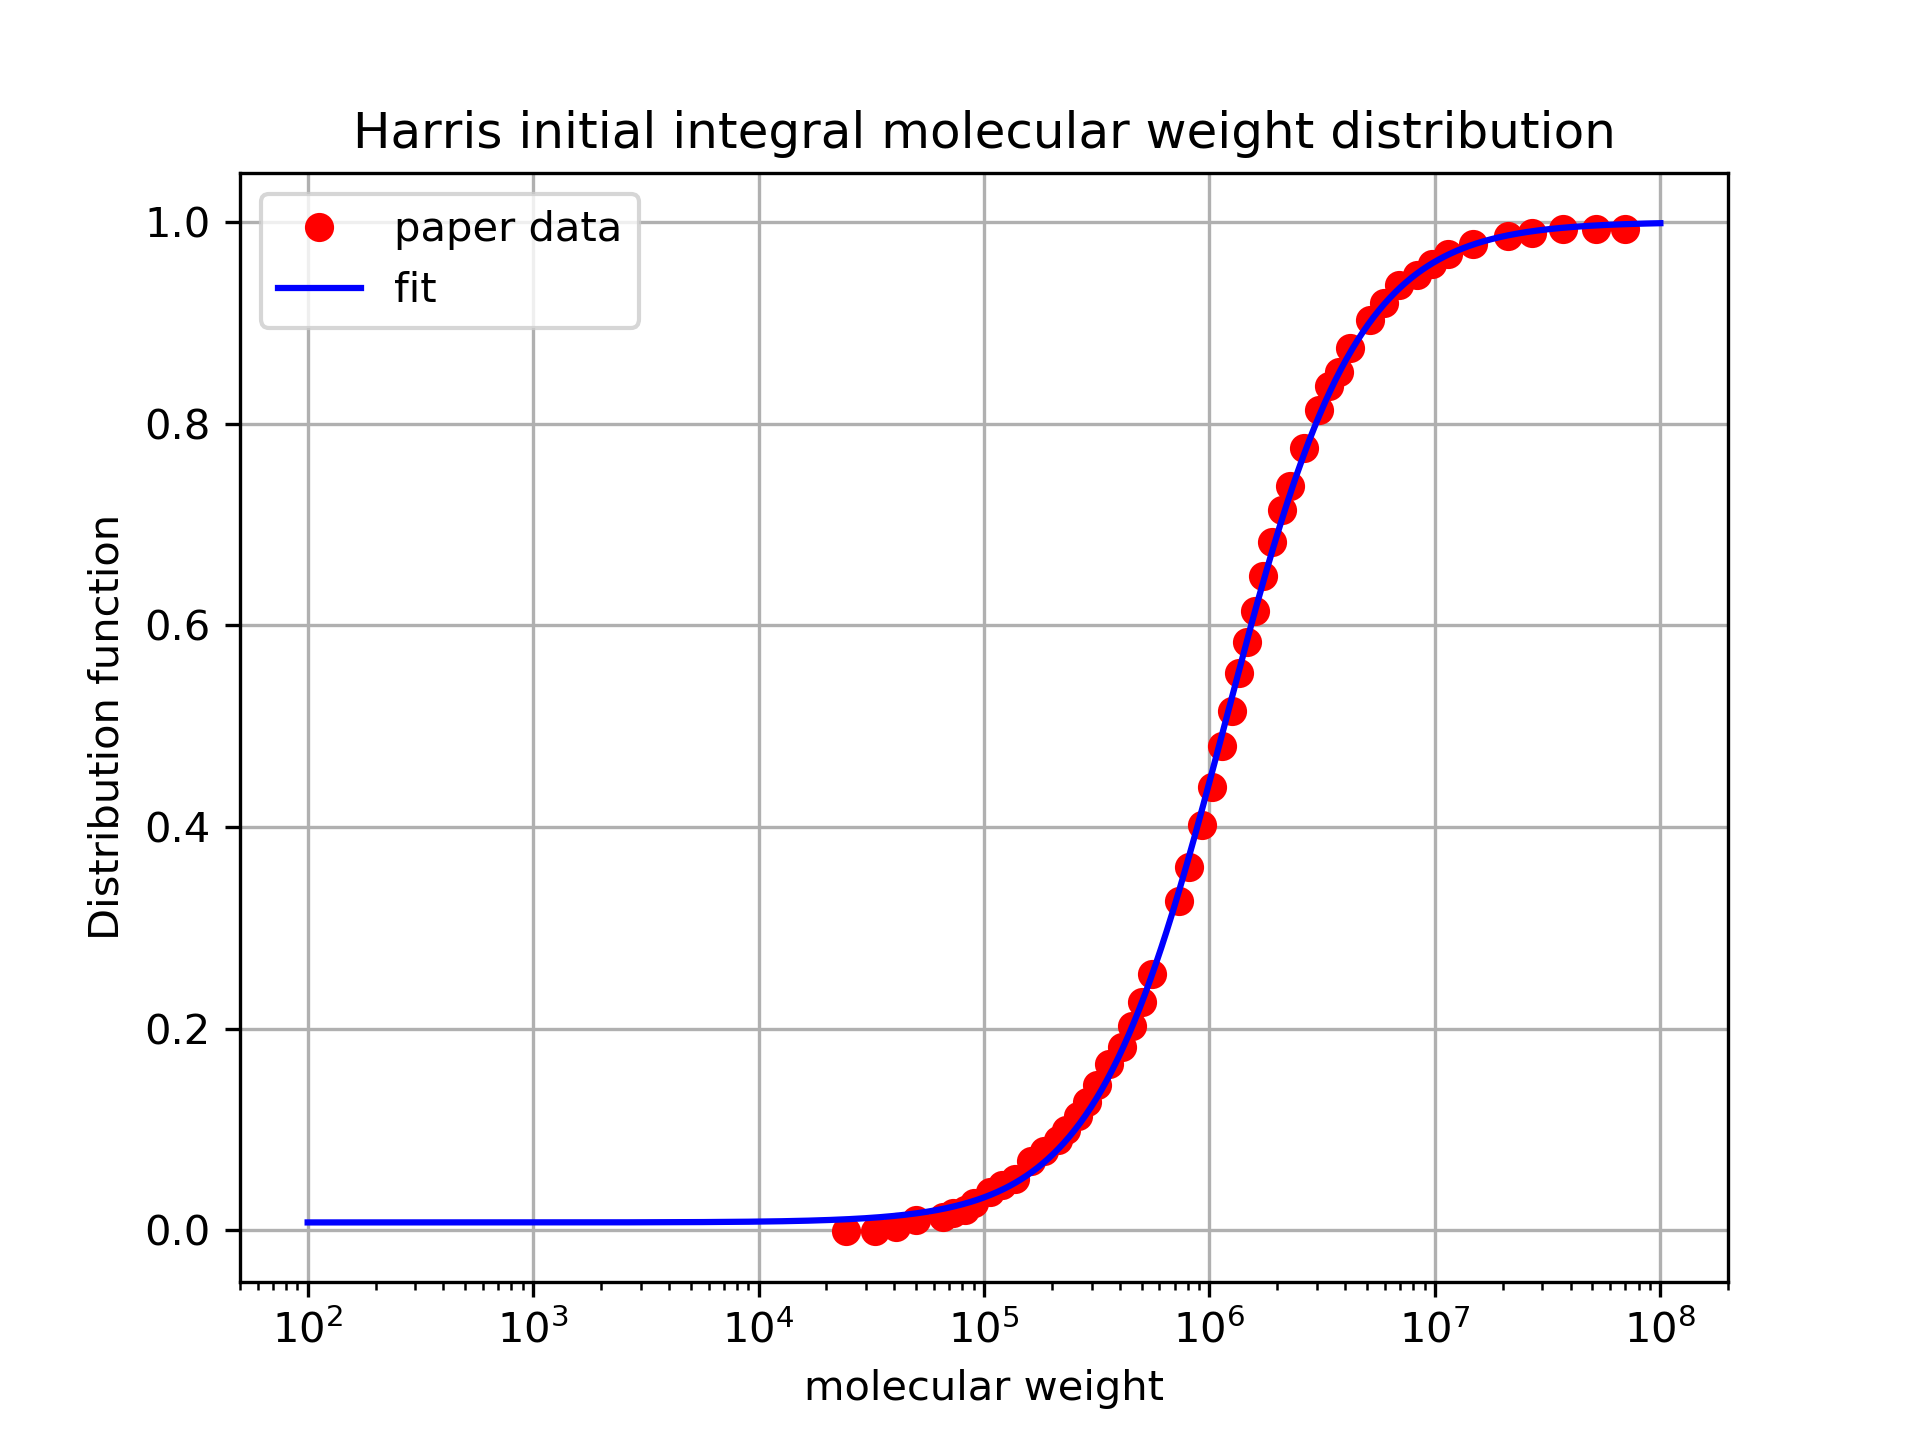 Harris initial integral molecular weight distribution
paper data
fit
1.0
0.8
0.6
0.4
0.2
0.0
Distribution function
10² 10³ 10⁴ 10⁵ 10⁶ 10⁷ 10⁸
molecular weight